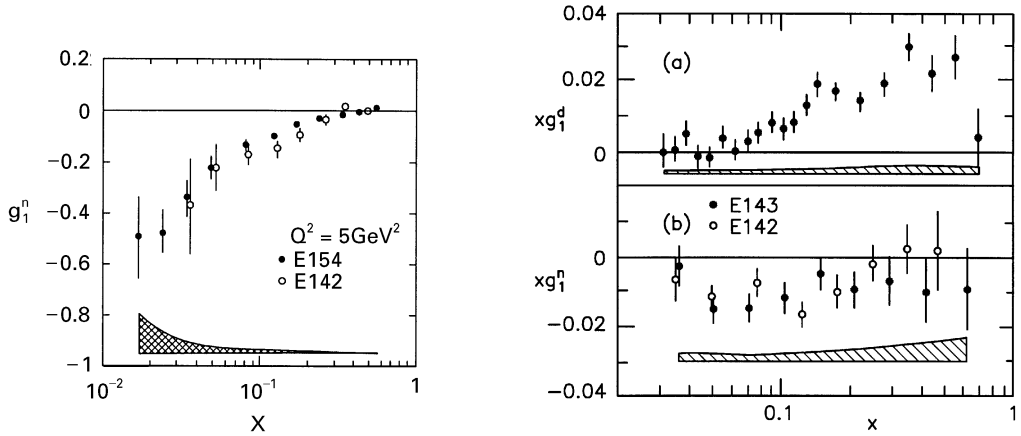 0.2
0
−0.2
−0.4
−0.6
−0.8
−1
g₁ⁿ
Q² = 5GeV²
● E154
○ E142
10⁻²
10⁻¹
1
X
0.04
0.02
0
xg₁ᵈ
(a)
(b)
● E143
○ E142
0
−0.02
−0.04
xg₁ⁿ
0.1
1
x